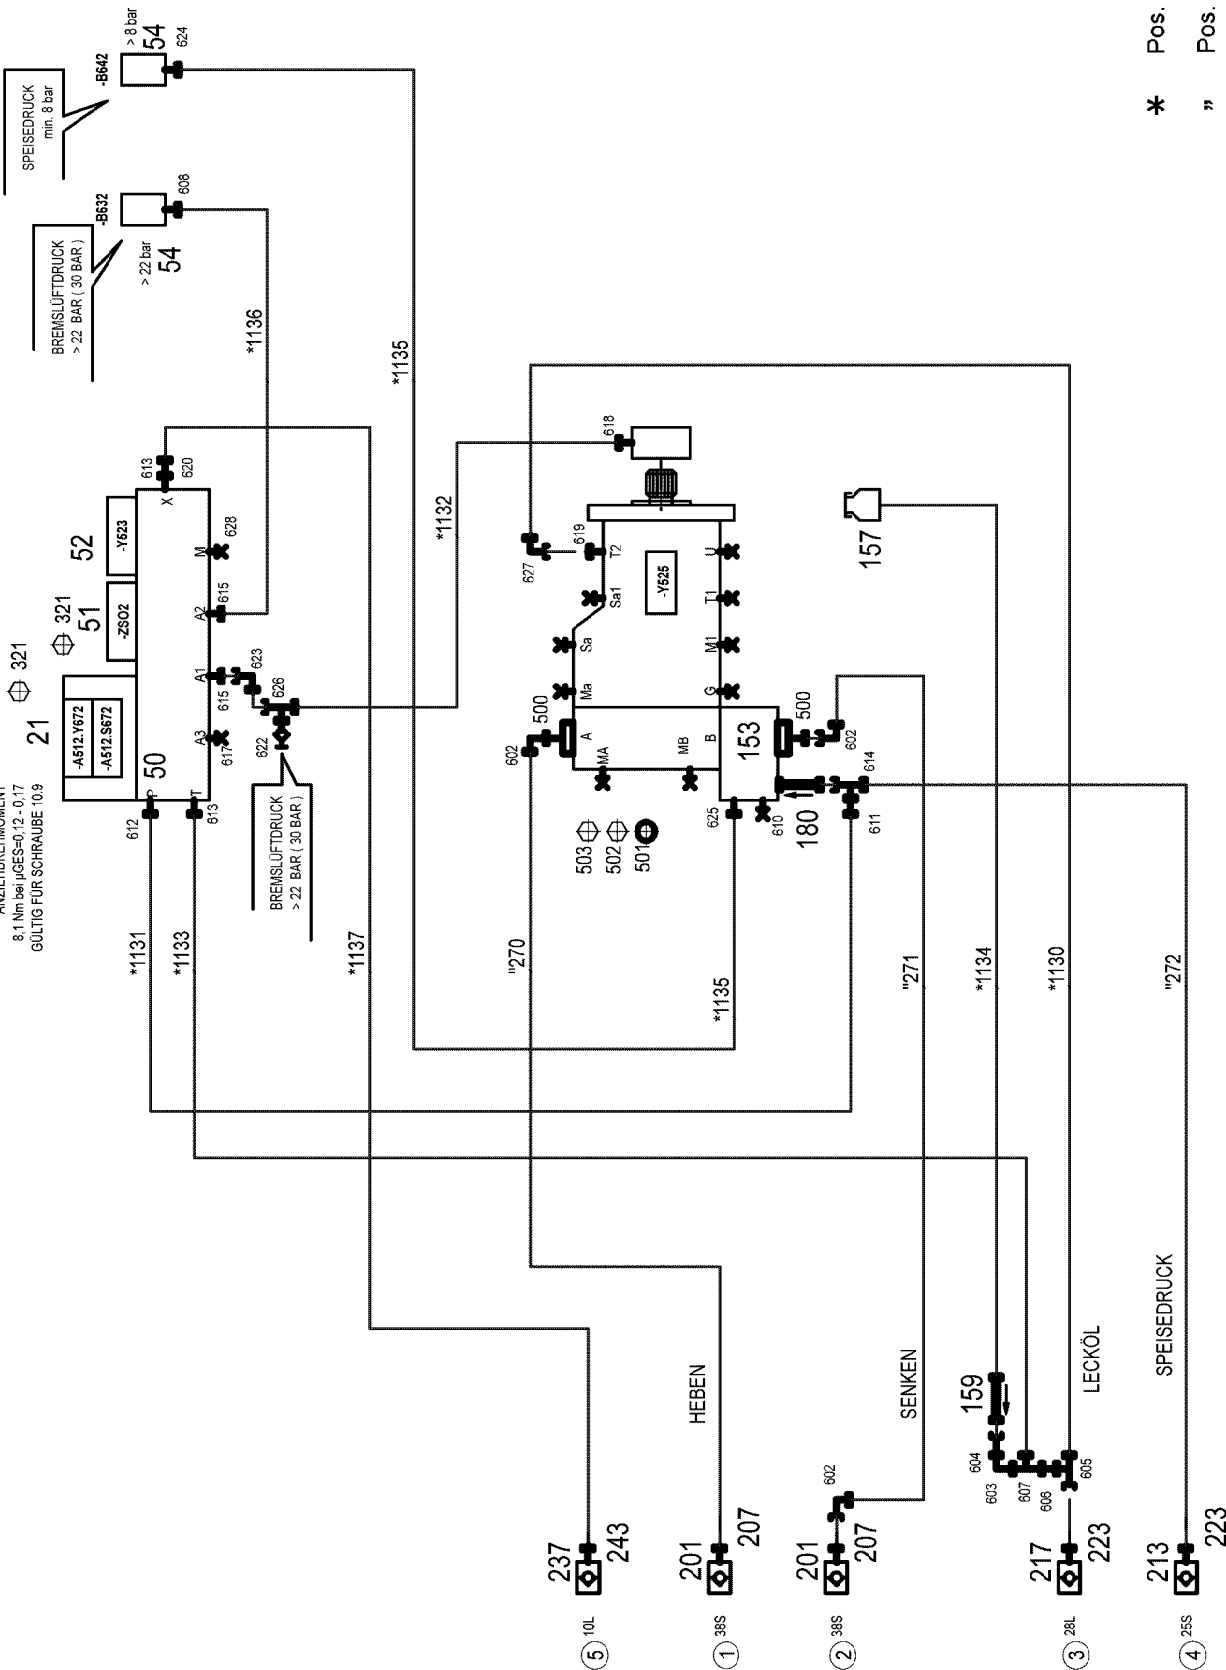 ANZIEHDREHMOMENT
8,1 Nm bei µGES=0,12 - 0,17
GÜLTIG FÜR SCHRAUBE 10.9
21
321
321
51
52
-A512.Y672
-A512.S672
-ZSO2
-Y523
50
P
T
A3
A1
A2
M
X
612
613
617
615
615
628
613
620
623
626
622
BREMSLÜFTDRUCK
> 22 BAR ( 30 BAR )
BREMSLÜFTDRUCK
> 22 BAR ( 30 BAR )
-B632
> 22 bar
54
608
SPEISEDRUCK
min. 8 bar
-B642
> 8 bar
54
624
*1131
*1133
*1137
*1136
*1135
*1132
"270
*1135
"271
*1134
*1130
"272
602
500
A
Ma
Sa
Sa1
T2
619
627
618
-Y525
MA
MB
B
G
M1
T1
U
153
500
602
614
611
180
610
625
503
502
501
157
HEBEN
SENKEN
LECKÖL
SPEISEDRUCK
159
604
603
607
606
605
602
237
243
5
10L
201
207
1
38S
201
207
2
38S
217
223
3
28L
213
223
4
25S
* Pos.
" Pos.